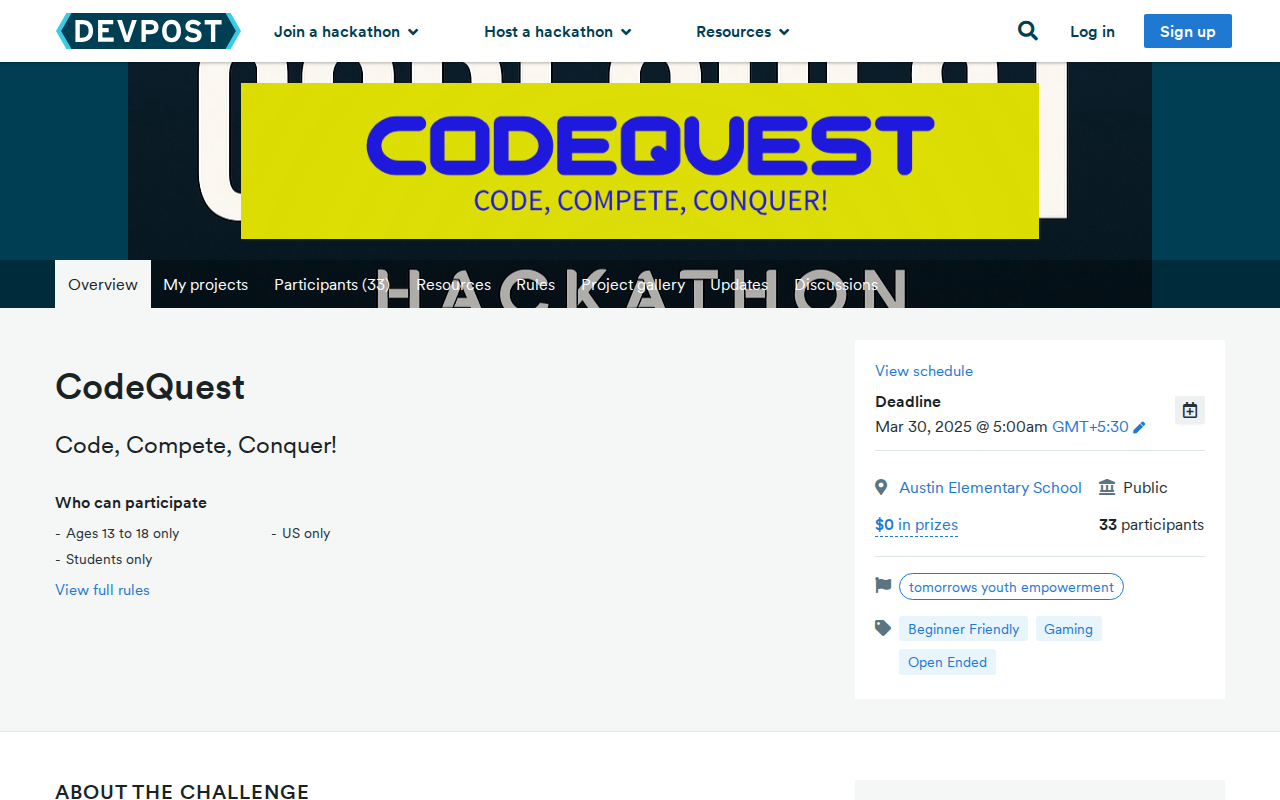 DEVPOST
Join a hackathon
Host a hackathon
Resources
Log in
Sign up
CODEQUEST
CODE, COMPETE, CONQUER!
HACKATHON
Overview
My projects
Participants (33)
Resources
Rules
Project gallery
Updates
Discussions
CodeQuest
Code, Compete, Conquer!
Who can participate
- Ages 13 to 18 only
- US only
- Students only
View full rules
View schedule
Deadline
Mar 30, 2025 @ 5:00am GMT+5:30
Austin Elementary School
Public
$0 in prizes
33 participants
tomorrows youth empowerment
Beginner Friendly
Gaming
Open Ended
ABOUT THE CHALLENGE